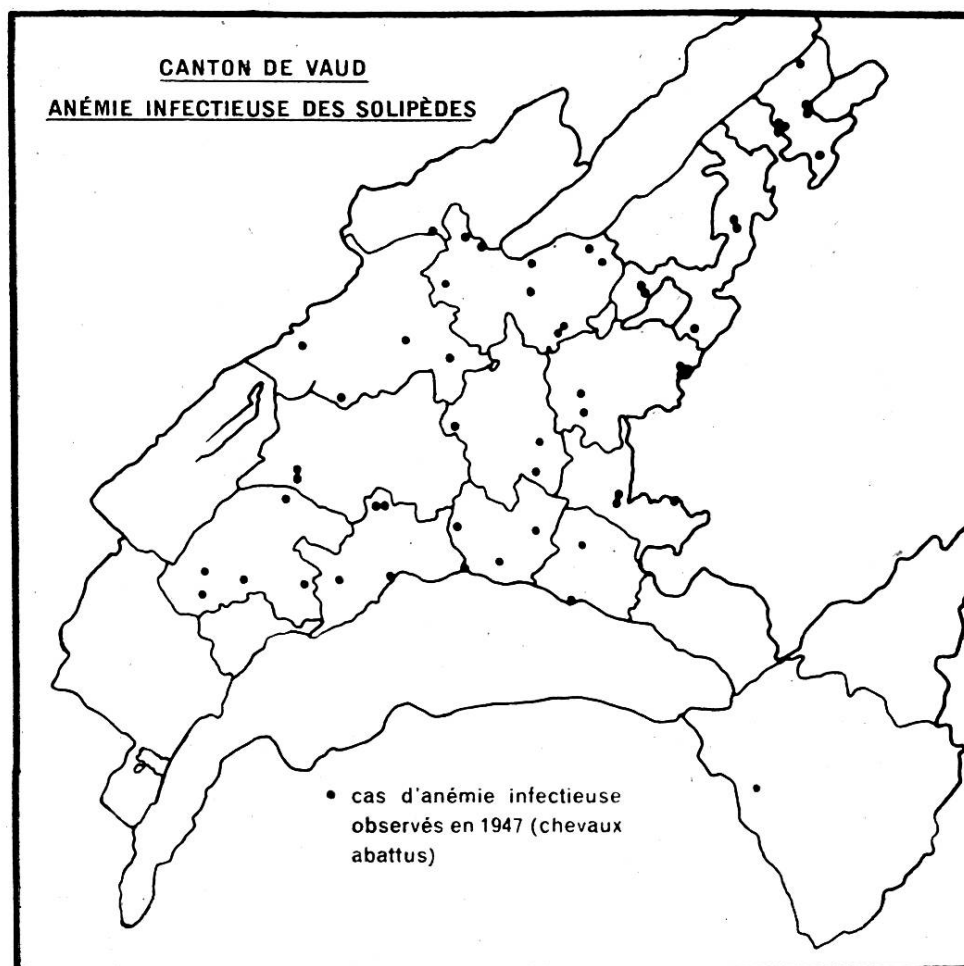 CANTON DE VAUD
ANÉMIE INFECTIEUSE DES SOLIPÈDES
• cas d'anémie infectieuse
observés en 1947 (chevaux
abattus)